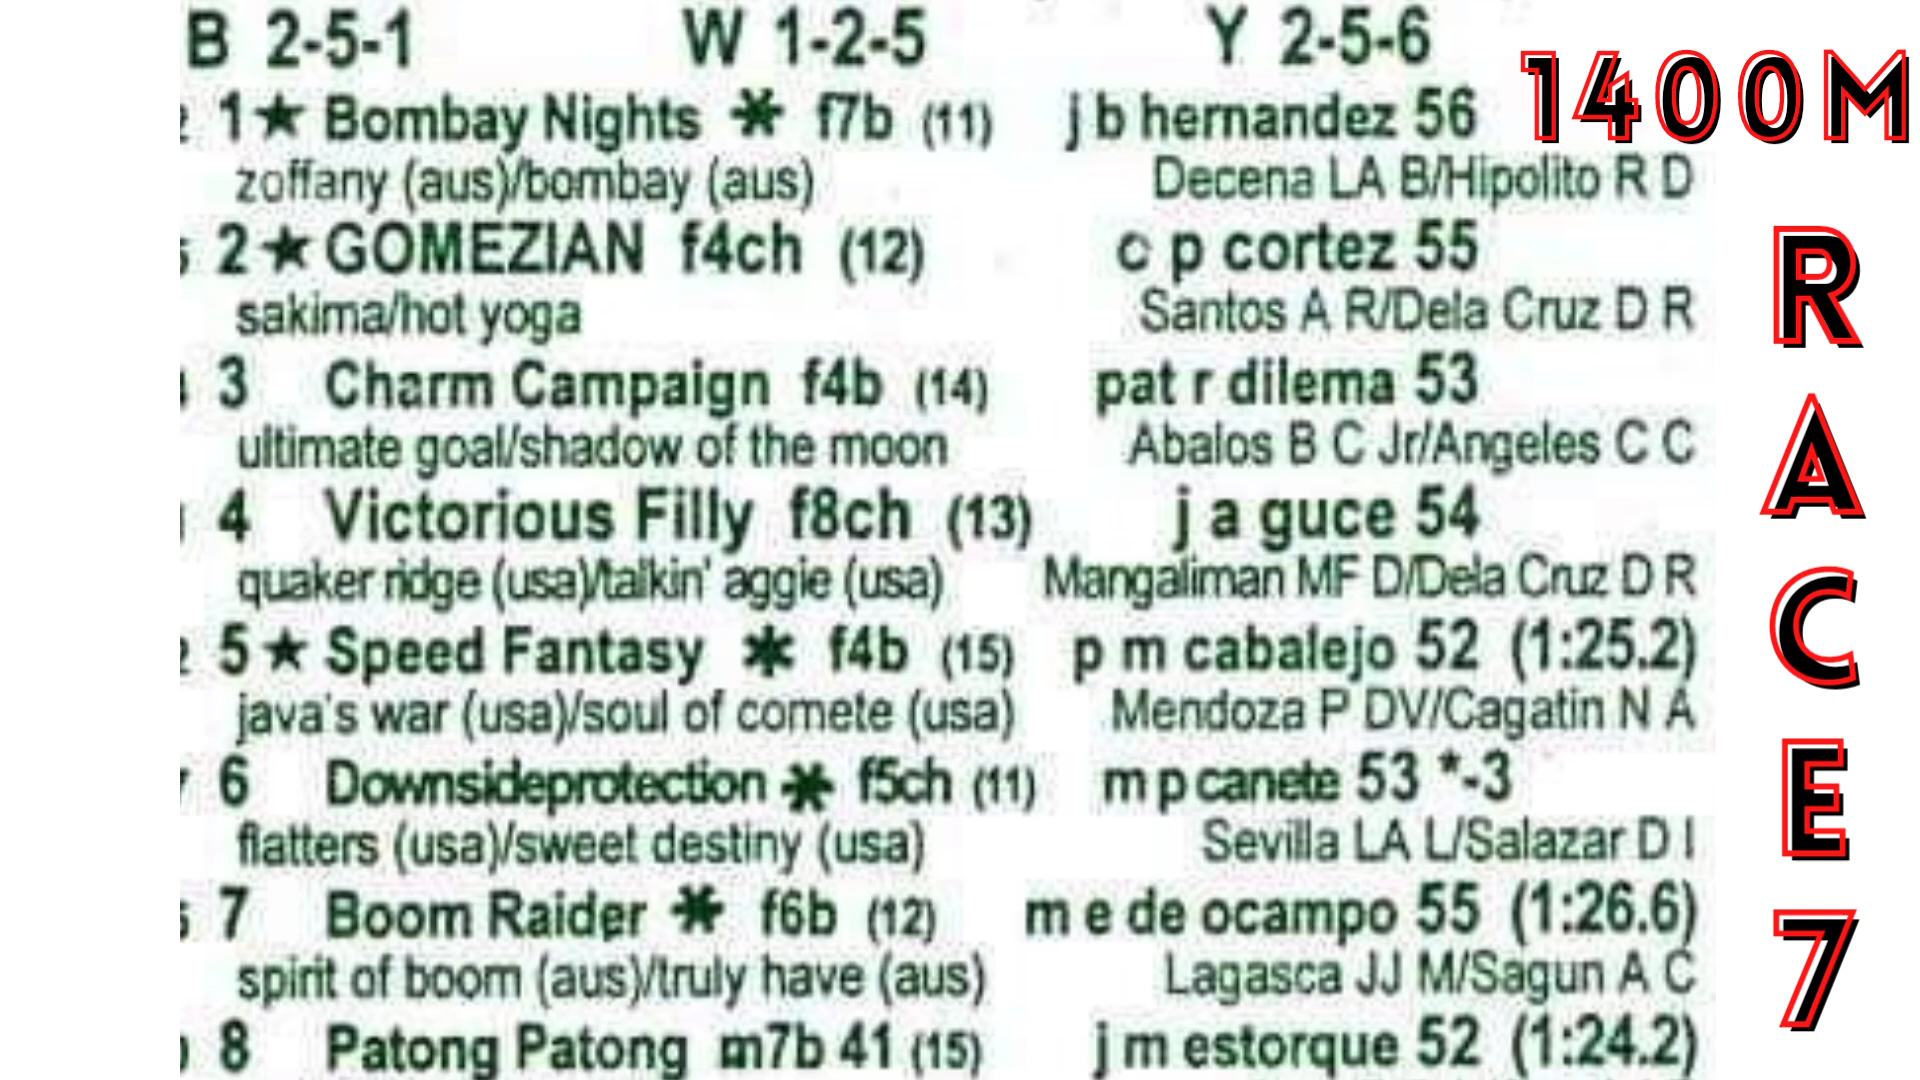 B 2-5-1 W 1-2-5 Y 2-5-6
1400M
1★ Bombay Nights * f7b (11) j b hernandez 56
zoffany (aus)/bombay (aus) Decena LA B/Hipolito R D
2★ GOMEZIAN f4ch (12) c p cortez 55
sakima/hot yoga Santos A R/Dela Cruz D R
3 Charm Campaign f4b (14) pat r dilema 53
ultimate goal/shadow of the moon Abalos B C Jr/Angeles C C
4 Victorious Filly f8ch (13) j a guce 54
quaker ridge (usa)/talkin' aggie (usa) Mangaliman MF D/Dela Cruz D R
5★ Speed Fantasy * f4b (15) p m cabalejo 52 (1:25.2)
java's war (usa)/soul of comete (usa) Mendoza P DV/Cagatin N A
6 Downsideprotection * f5ch (11) m p canete 53 *-3
flatters (usa)/sweet destiny (usa) Sevilla LA L/Salazar D I
7 Boom Raider * f6b (12) m e de ocampo 55 (1:26.6)
spirit of boom (aus)/truly have (aus) Lagasca JJ M/Sagun A C
8 Patong Patong m7b 41 (15) j m estorque 52 (1:24.2)
RACE 7